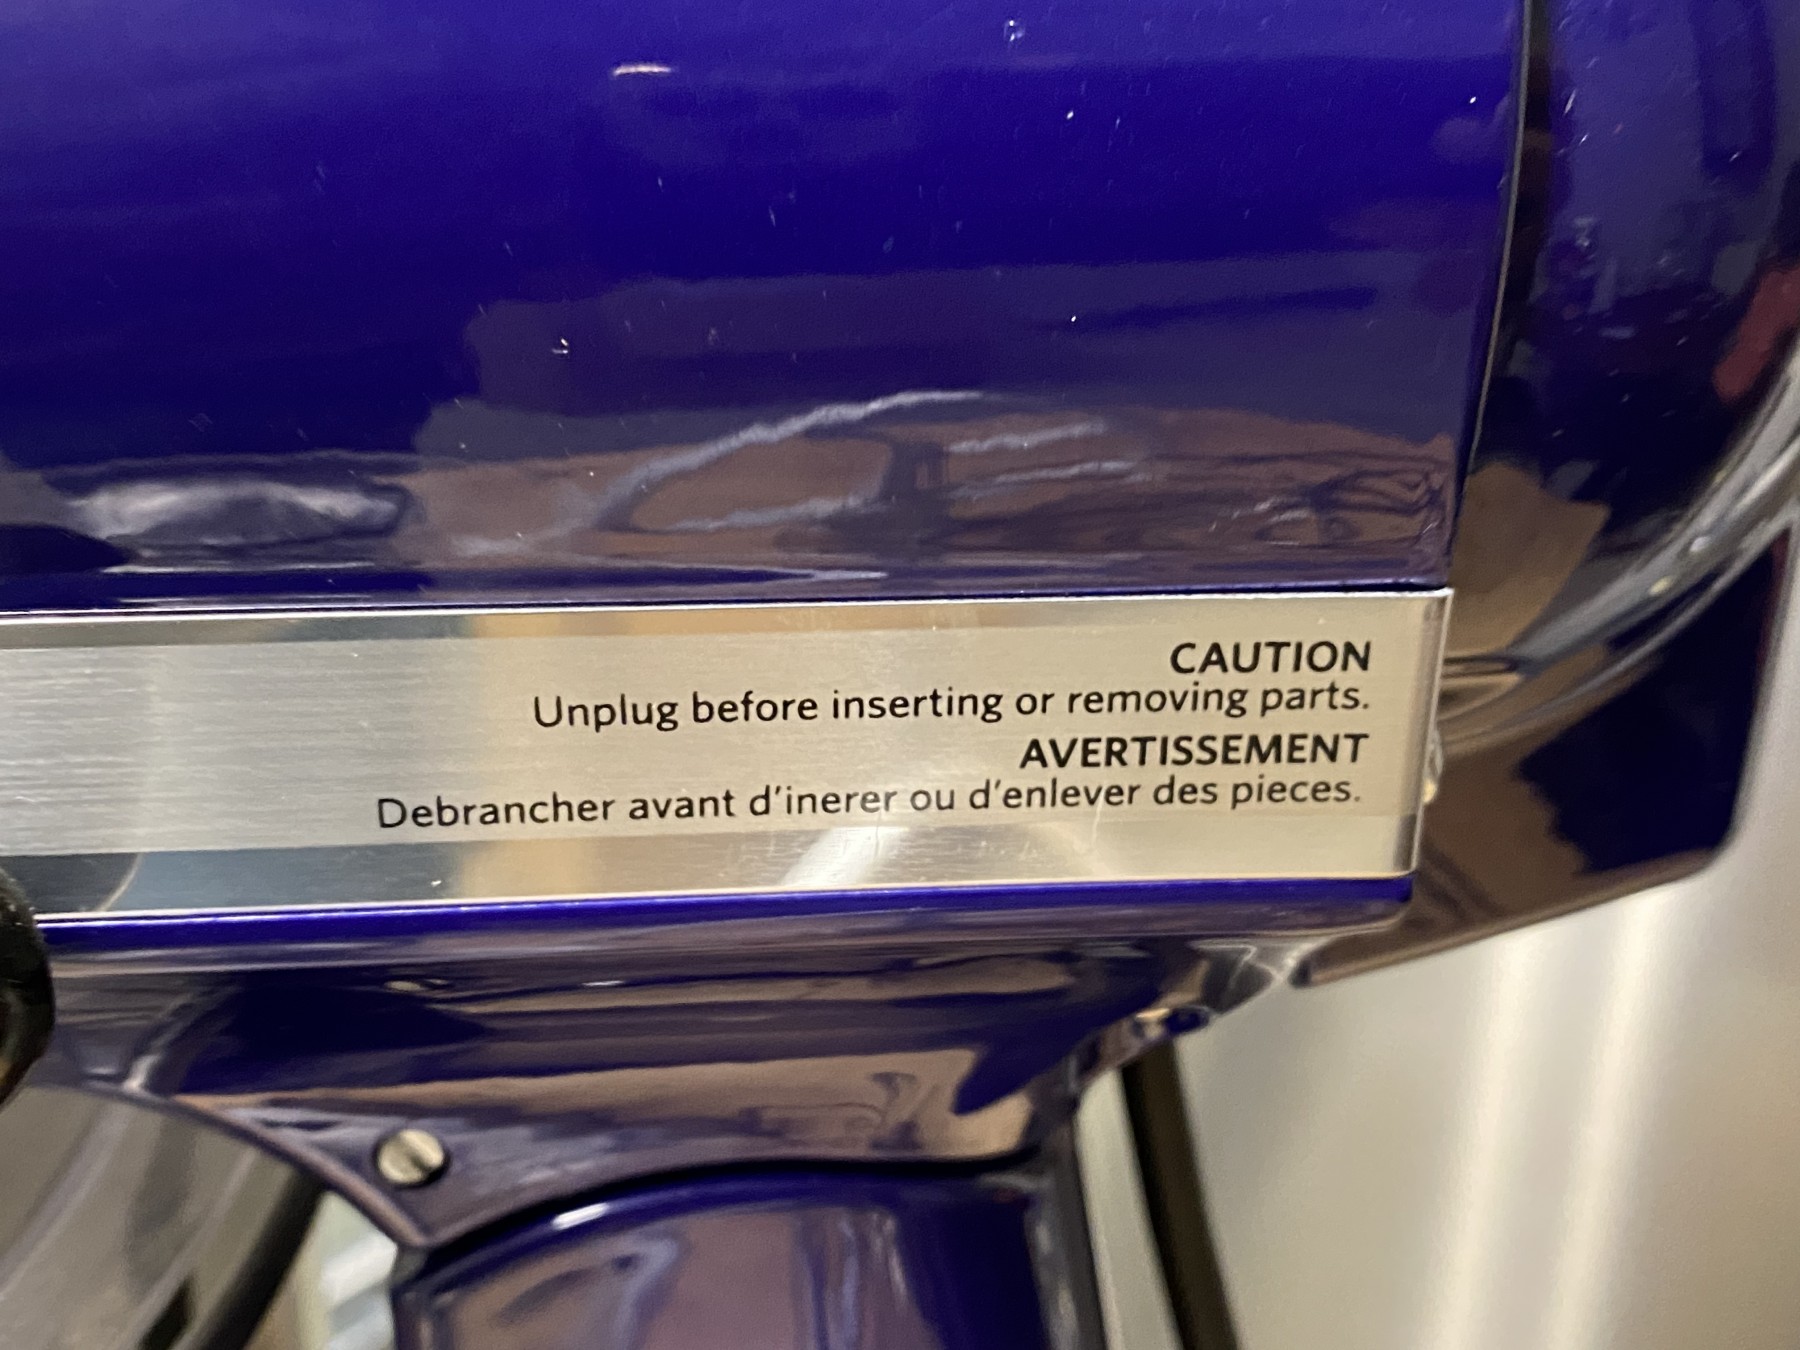 CAUTION
Unplug before inserting or removing parts.
AVERTISSEMENT
Debrancher avant d'inerer ou d'enlever des pieces.